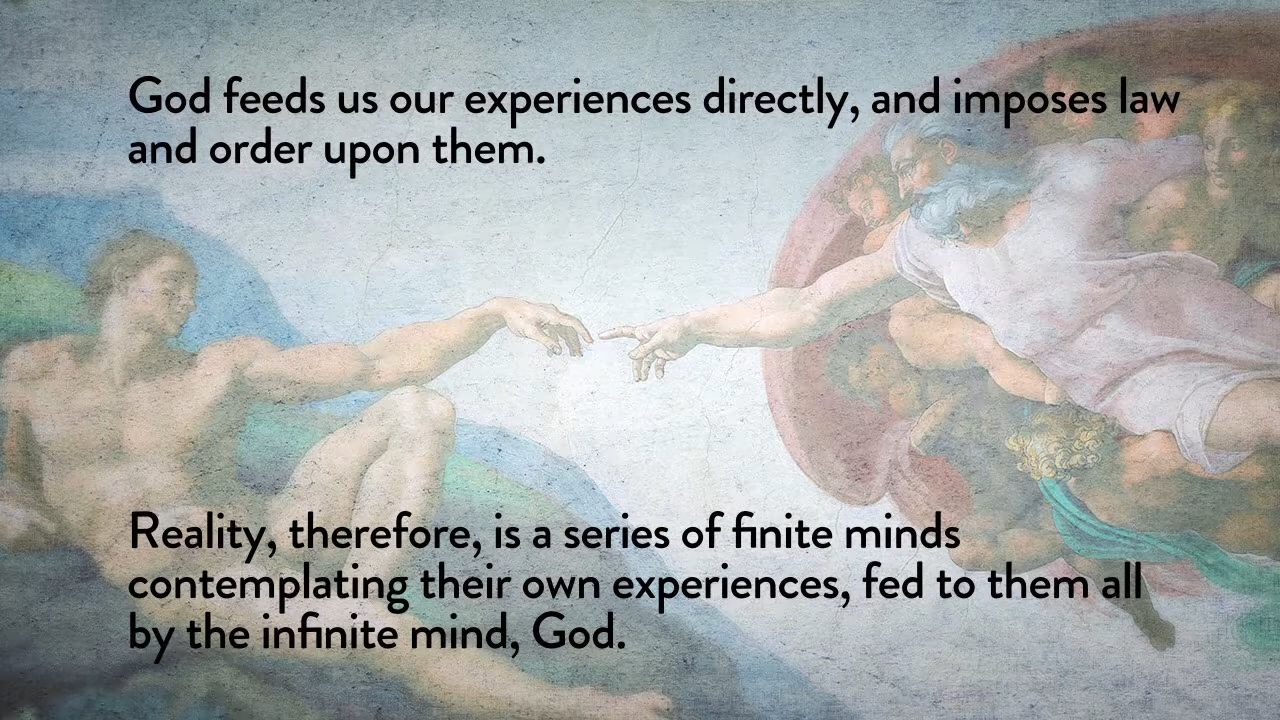 God feeds us our experiences directly, and imposes law
and order upon them.
Reality, therefore, is a series of finite minds
contemplating their own experiences, fed to them all
by the infinite mind, God.